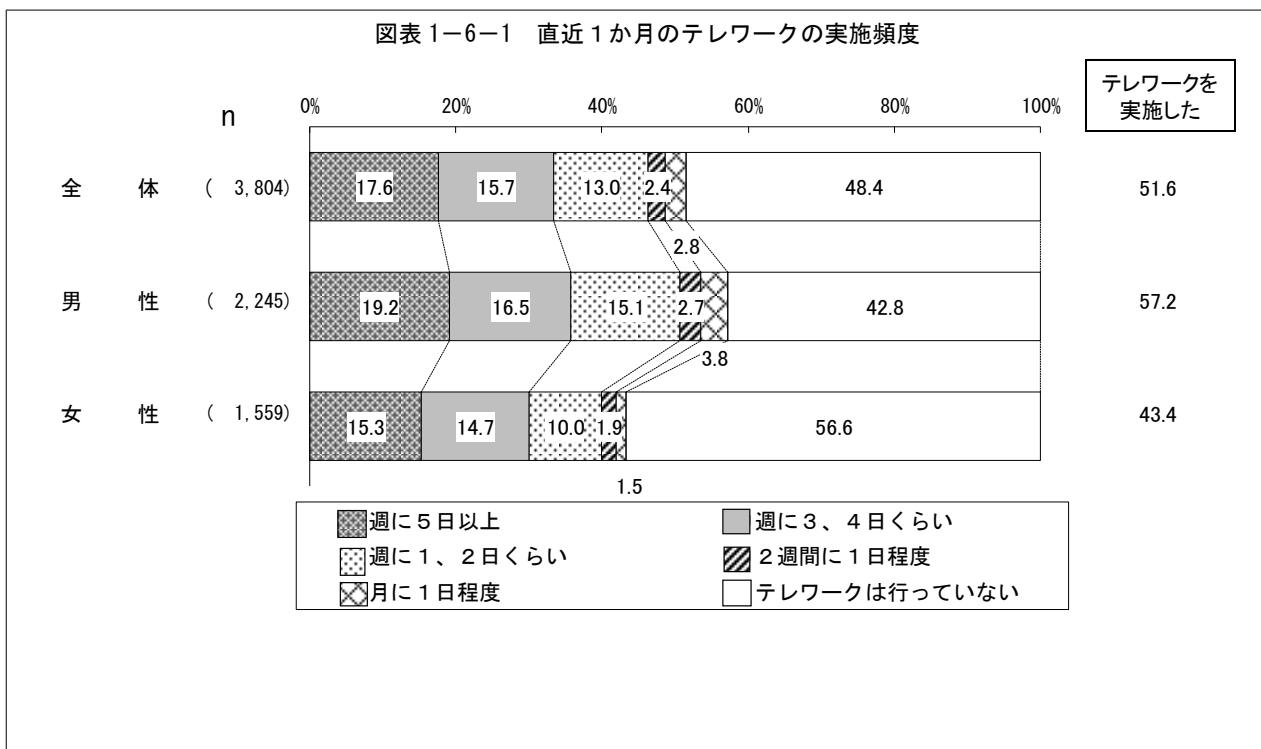 図表1-6-1 直近1か月のテレワークの実施頻度
テレワークを
実施した
0% 20% 40% 60% 80% 100%
n
全体 ( 3,804) 17.6 15.7 13.0 2.4 48.4 51.6
2.8
男性 ( 2,245) 19.2 16.5 15.1 2.7 42.8 57.2
3.8
女性 ( 1,559) 15.3 14.7 10.0 1.9 56.6 43.4
1.5
週に5日以上 週に3、4日くらい
週に1、2日くらい 2週間に1日程度
月に1日程度 テレワークは行っていない